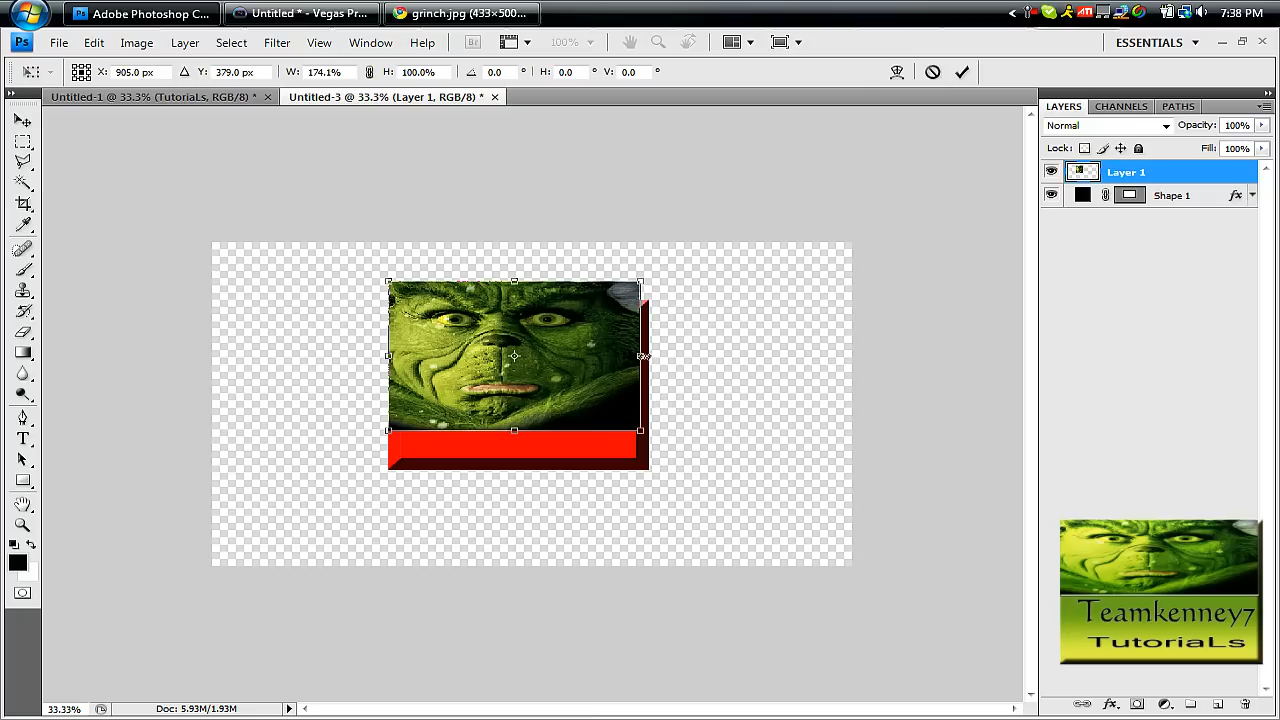 Adobe Photoshop C...
Untitled * - Vegas Pr...
grinch.jpg (433×500...
7:38 PM
Ps
File Edit Image Layer Select Filter Analysis View Window Help
Br
100%
ESSENTIALS
X: 905.0 px
Y: 379.0 px
W: 174.1%
H: 100.0%
0.0 °
H: 0.0 °
V: 0.0 °
Untitled-1 @ 33.3% (TutoriaLs, RGB/8) *
Untitled-3 @ 33.3% (Layer 1, RGB/8) *
LAYERS CHANNELS PATHS
Normal
Opacity: 100%
Lock:
Fill: 100%
Layer 1
Shape 1
fx
Teamkenney7
TutoriaLs
33.33%
Doc: 5.93M/1.93M